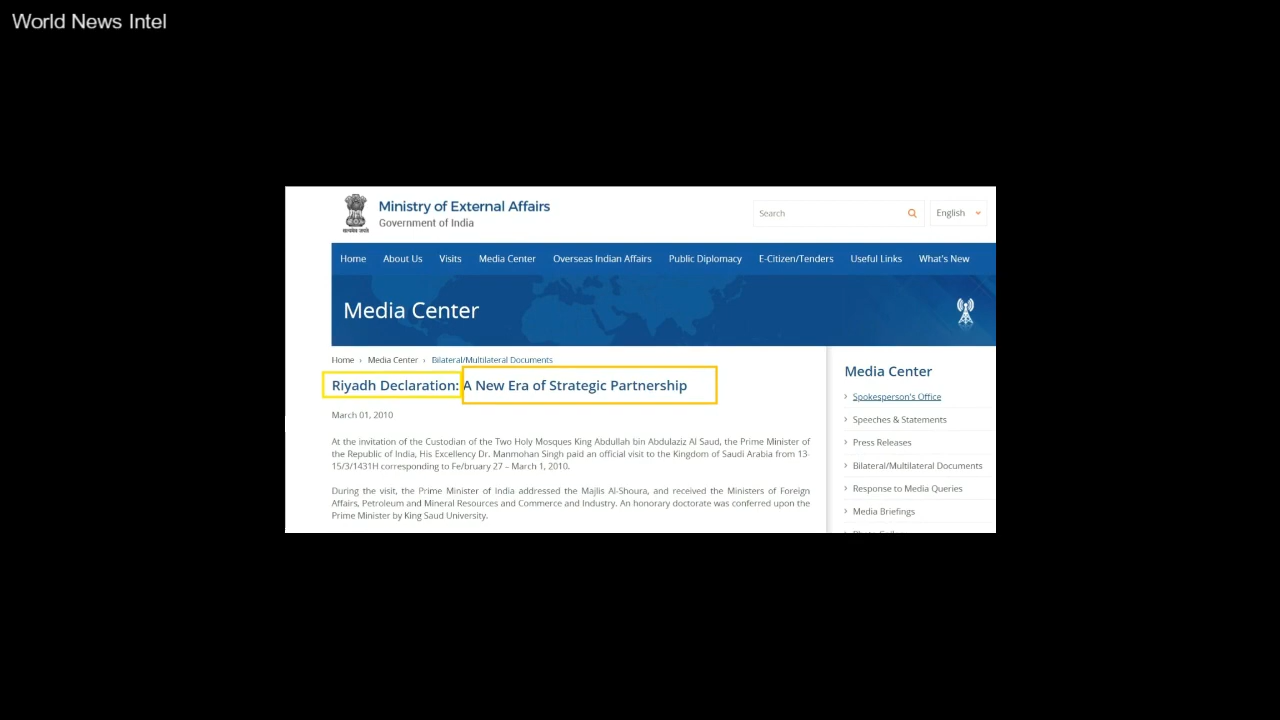 World News Intel
Ministry of External Affairs
Government of India
सत्यमेव जयते
Search
English
Home About Us Visits Media Center Overseas Indian Affairs Public Diplomacy E-Citizen/Tenders Useful Links What's New
Media Center
Home › Media Center › Bilateral/Multilateral Documents
Riyadh Declaration: A New Era of Strategic Partnership
March 01, 2010
At the invitation of the Custodian of the Two Holy Mosques King Abdullah bin Abdulaziz Al Saud, the Prime Minister of
the Republic of India, His Excellency Dr. Manmohan Singh paid an official visit to the Kingdom of Saudi Arabia from 13-
15/3/1431H corresponding to Fe/bruary 27 – March 1, 2010.
During the visit, the Prime Minister of India addressed the Majlis Al-Shoura, and received the Ministers of Foreign
Affairs, Petroleum and Mineral Resources and Commerce and Industry. An honorary doctorate was conferred upon the
Prime Minister by King Saud University.
Media Center
› Spokesperson's Office
› Speeches & Statements
› Press Releases
› Bilateral/Multilateral Documents
› Response to Media Queries
› Media Briefings